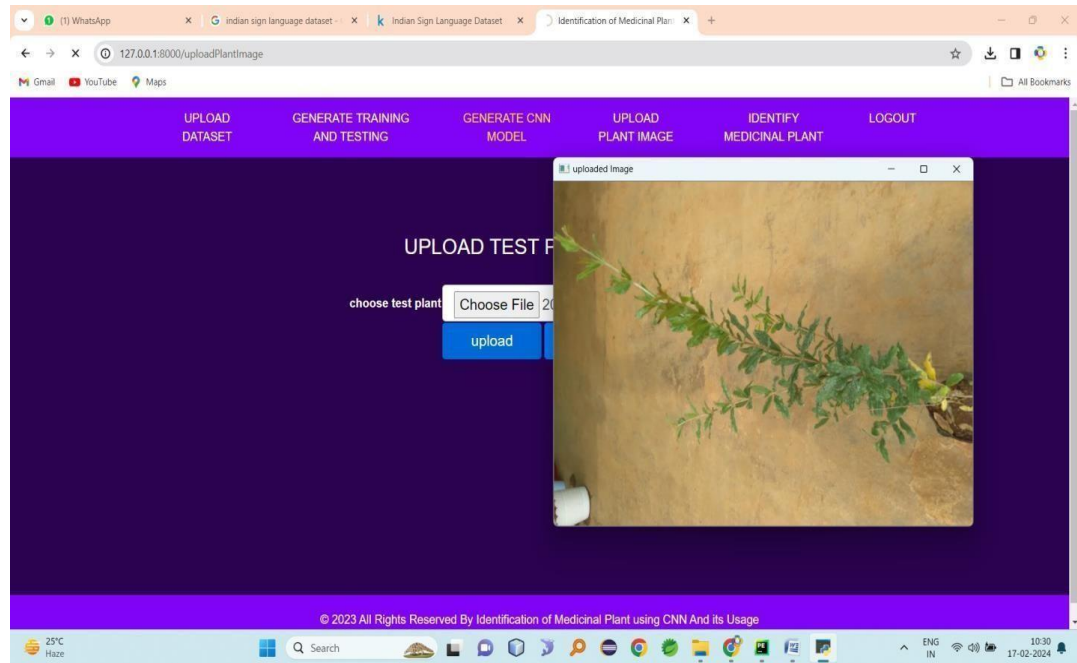 (1) WhatsApp
indian sign language dataset -
Indian Sign Language Dataset
Identification of Medicinal Plan
127.0.0.1:8000/uploadPlantImage
Gmail
YouTube
Maps
All Bookmarks
UPLOAD
DATASET
GENERATE TRAINING
AND TESTING
GENERATE CNN
MODEL
UPLOAD
PLANT IMAGE
IDENTIFY
MEDICINAL PLANT
LOGOUT
uploaded Image
UPLOAD TEST
choose test plant
Choose File 20
upload
© 2023 All Rights Reserved By Identification of Medicinal Plant using CNN And its Usage
25°C
Haze
Search
ENG
IN
10:30
17-02-2024